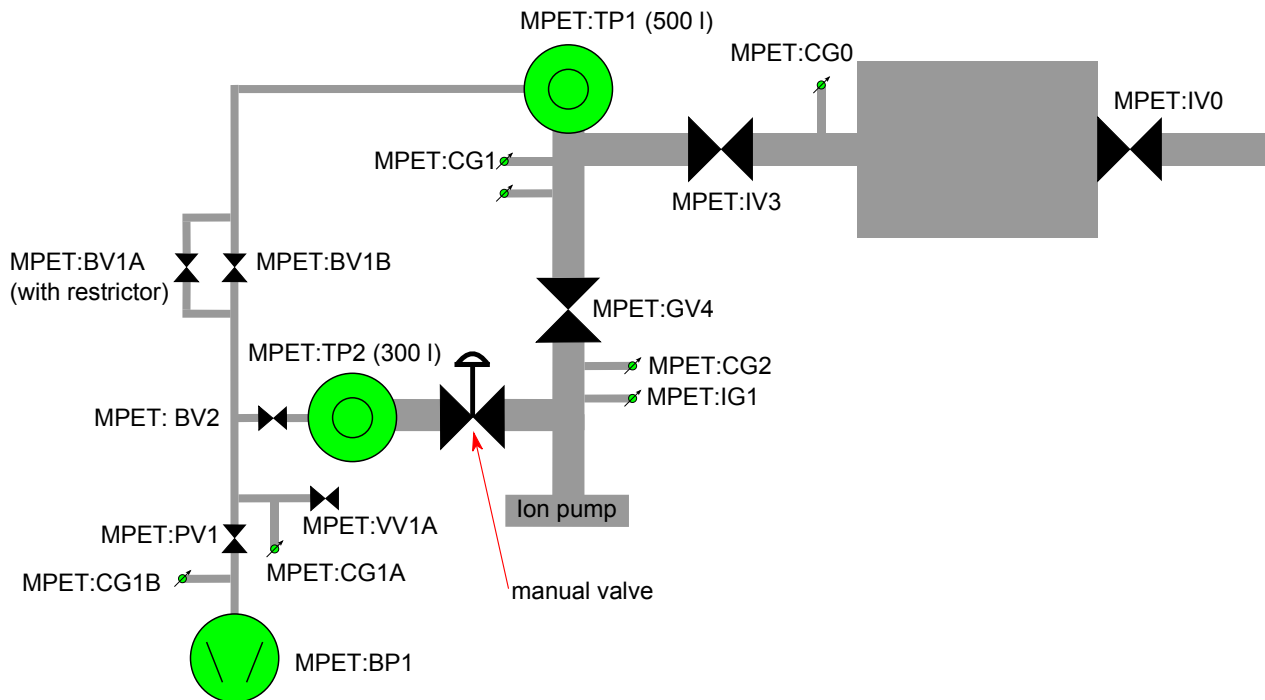 MPET:TP1 (500 l)
MPET:CG0
MPET:IV0
MPET:CG1
MPET:IV3
MPET:BV1A
(with restrictor)
MPET:BV1B
MPET:GV4
MPET:TP2 (300 l)
MPET:CG2
MPET:IG1
MPET: BV2
Ion pump
MPET:VV1A
MPET:PV1
MPET:CG1A
MPET:CG1B
manual valve
MPET:BP1